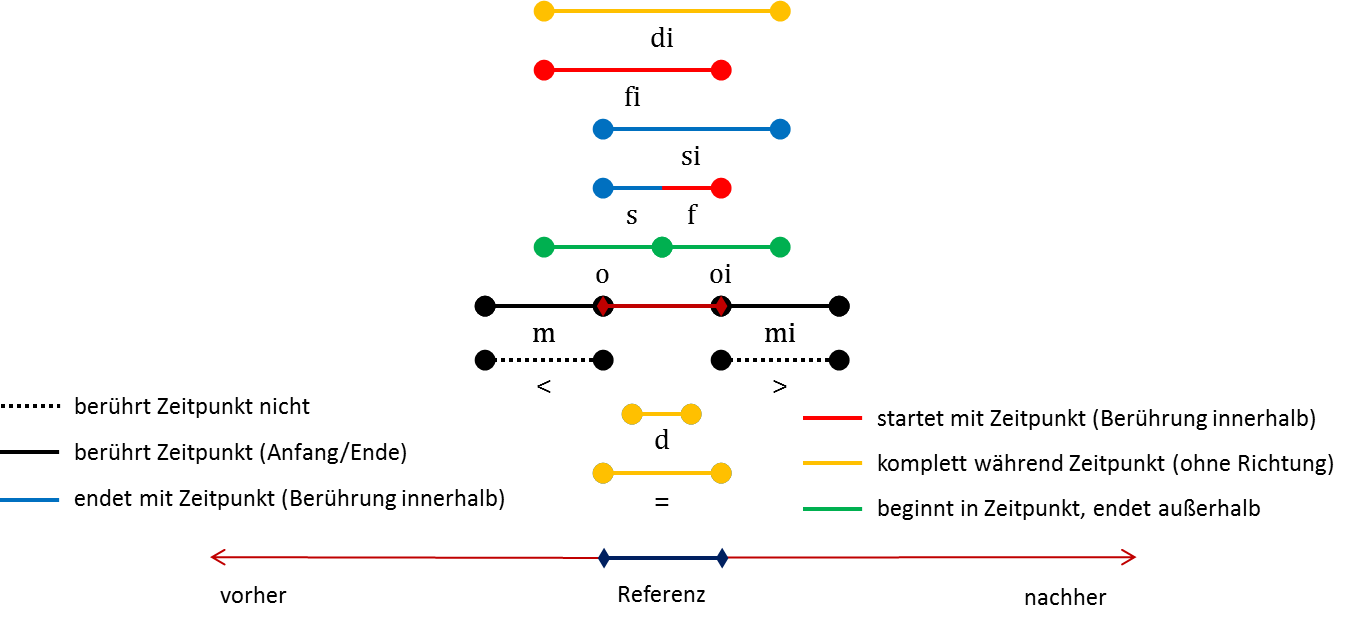 di
fi
si
s f
o oi
m mi
< >
berührt Zeitpunkt nicht
berührt Zeitpunkt (Anfang/Ende)
endet mit Zeitpunkt (Berührung innerhalb)
d
=
startet mit Zeitpunkt (Berührung innerhalb)
komplett während Zeitpunkt (ohne Richtung)
beginnt in Zeitpunkt, endet außerhalb
vorher
Referenz
nachher